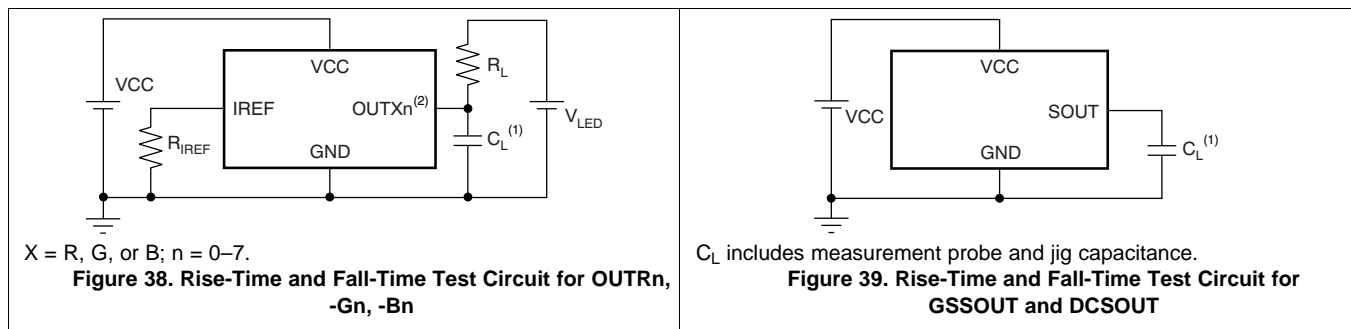 VCC
VCC
IREF
OUTXn(2)
RL
VLED
CL(1)
RIREF
GND
X = R, G, or B; n = 0–7.
Figure 38. Rise-Time and Fall-Time Test Circuit for OUTRn,
-Gn, -Bn
VCC
VCC
SOUT
GND
CL(1)
CL includes measurement probe and jig capacitance.
Figure 39. Rise-Time and Fall-Time Test Circuit for
GSSOUT and DCSOUT